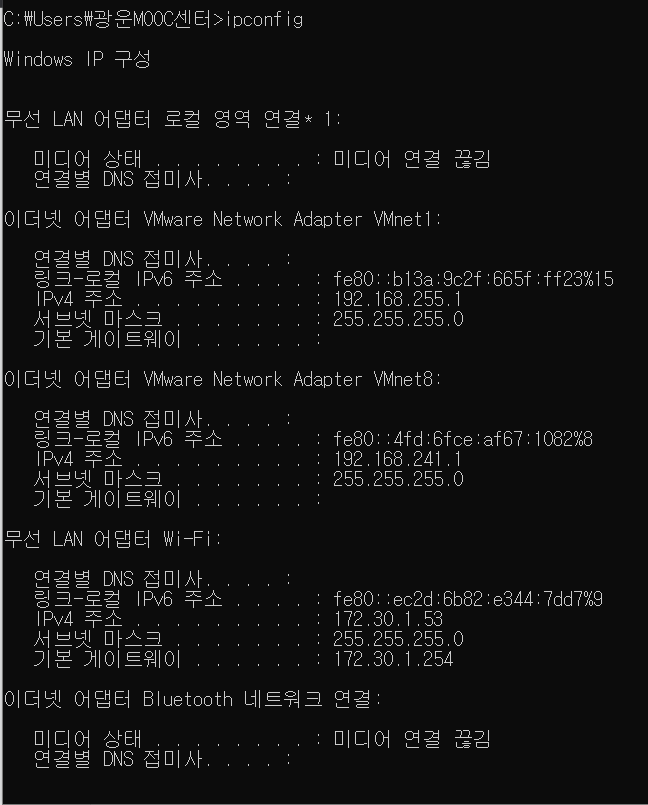 C:\Users\광운MOOC센터>ipconfig
Windows IP 구성
무선 LAN 어댑터 로컬 영역 연결* 1:
미디어 상태 . . . . . . . . : 미디어 연결 끊김
연결별 DNS 접미사. . . . :
이더넷 어댑터 VMware Network Adapter VMnet1:
연결별 DNS 접미사. . . . :
링크-로컬 IPv6 주소 . . . . : fe80::b13a:9c2f:665f:ff23%15
IPv4 주소 . . . . . . . . . : 192.168.255.1
서브넷 마스크 . . . . . . . : 255.255.255.0
기본 게이트웨이 . . . . . . :
이더넷 어댑터 VMware Network Adapter VMnet8:
연결별 DNS 접미사. . . . :
링크-로컬 IPv6 주소 . . . . : fe80::4fd:6fce:af67:1082%8
IPv4 주소 . . . . . . . . . : 192.168.241.1
서브넷 마스크 . . . . . . . : 255.255.255.0
기본 게이트웨이 . . . . . . :
무선 LAN 어댑터 Wi-Fi:
연결별 DNS 접미사. . . . :
링크-로컬 IPv6 주소 . . . . : fe80::ec2d:6b82:e344:7dd7%9
IPv4 주소 . . . . . . . . . : 172.30.1.53
서브넷 마스크 . . . . . . . : 255.255.255.0
기본 게이트웨이 . . . . . . : 172.30.1.254
이더넷 어댑터 Bluetooth 네트워크 연결:
미디어 상태 . . . . . . . . : 미디어 연결 끊김
연결별 DNS 접미사. . . . :